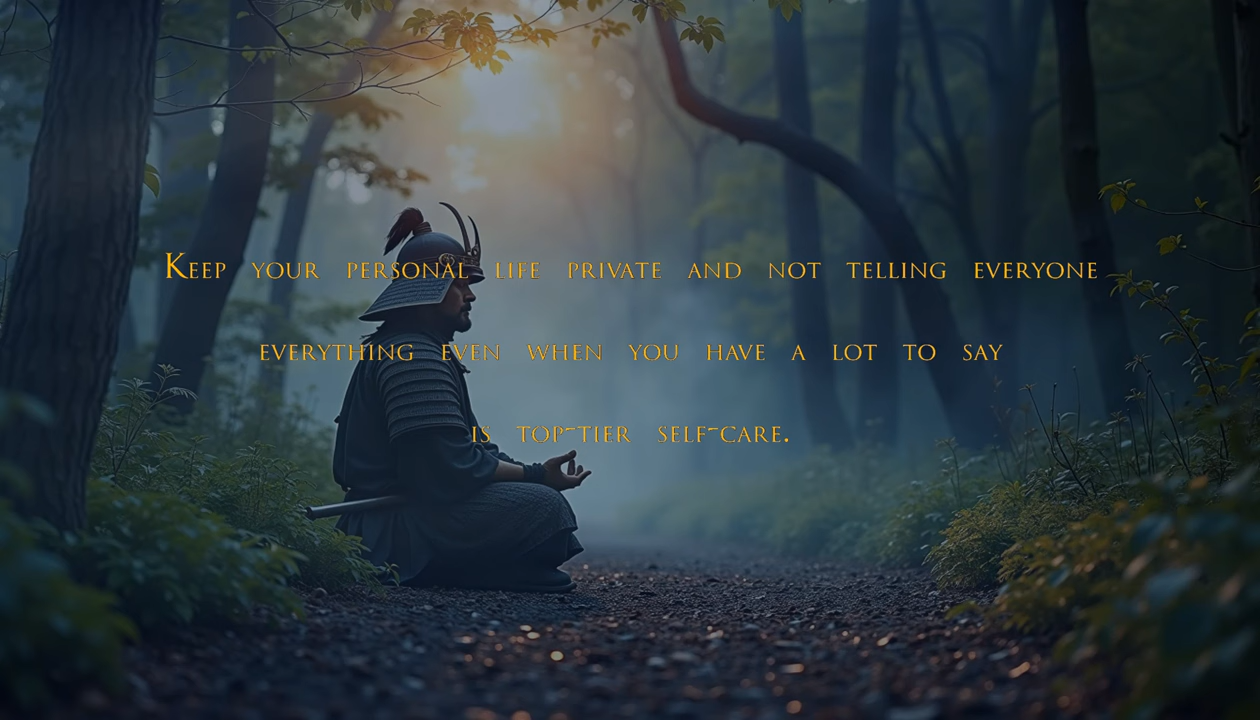 Keep your personal life private and not telling everyone
everything even when you have a lot to say
is top-tier self-care.